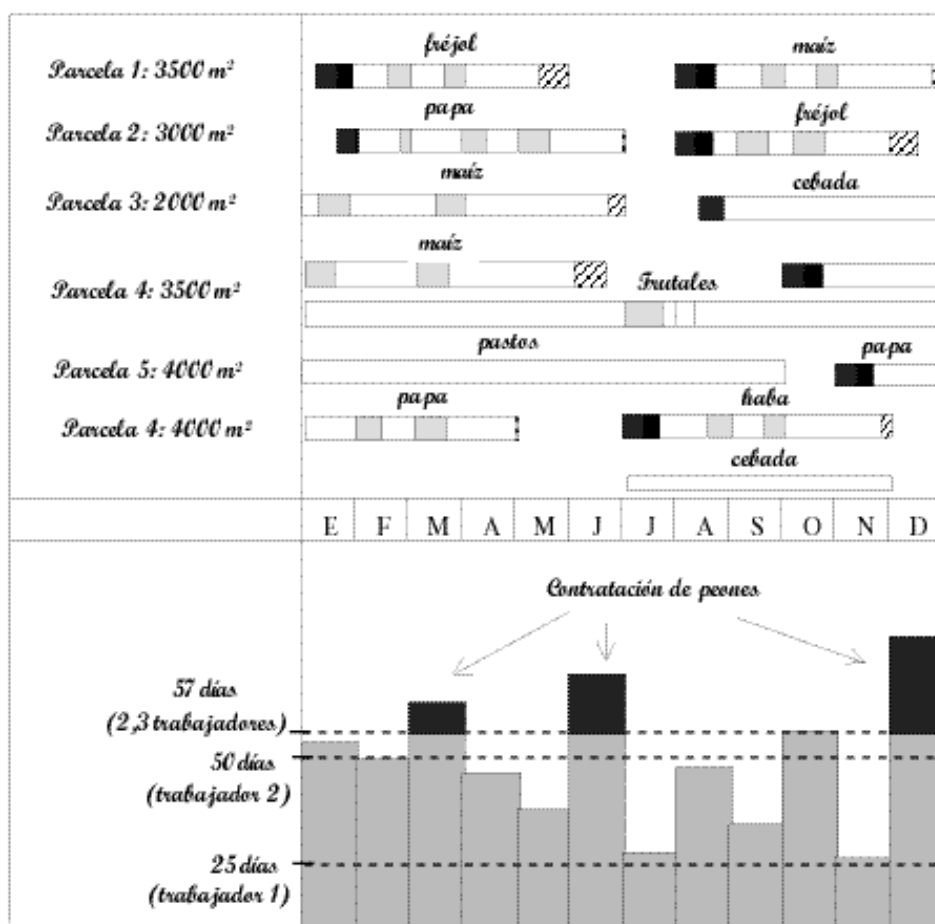 fréjol
maíz
Parcela 1: 3500 m²
papa
fréjol
Parcela 2: 3000 m²
maíz
cebada
Parcela 3: 2000 m²
maíz
Frutales
Parcela 4: 3500 m²
pastos
papa
Parcela 5: 4000 m²
papa
haba
Parcela 4: 4000 m²
cebada
E F M A M J J A S O N D
Contratación de peones
57 días
(2,3 trabajadores)
50 días
(trabajador 2)
25 días
(trabajador 1)